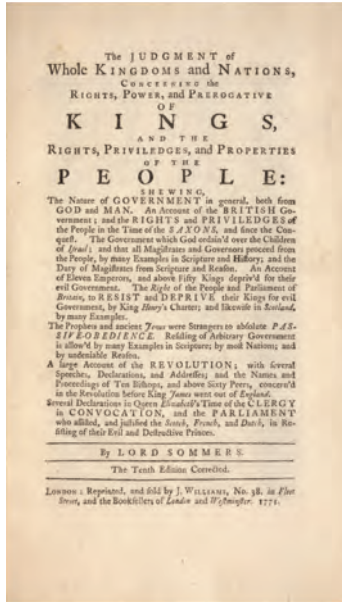 The JUDGMENT of
Whole KINGDOMS and NATIONS,
CONCERNING the
RIGHTS, POWER, and PREROGATIVE
OF
KINGS,
AND THE
RIGHTS, PRIVILEDGES, and PROPERTIES
OF THE
PEOPLE:
SHEWING,
The Nature of GOVERNMENT in general, both from
GOD and MAN. An Account of the BRITISH Go-
vernment; and the RIGHTS and PRIVILEDGES of
the People in the Time of the SAXONS, and since the Con-
quest. The Government which God ordain'd over the Children
of Israel; and that all Magistrates and Governors proceed from
the People, by many Examples in Scripture and History; and the
Duty of Magistrates from Scripture and Reason. An Account
of Eleven Emperors, and above Fifty Kings depriv'd for their
evil Government. The Right of the People and Parliament of
Britain, to RESIST and DEPRIVE their Kings for evil
Government, by King Henry's Charter; and likewise in Scotland,
by many Examples.
The Prophets and ancient Jews were Strangers to absolute PAS-
SIVE-OBEDIENCE. Resisting of Arbitrary Government
is allow'd by many Examples in Scripture; by most Nations; and
by undeniable Reason.
A large Account of the REVOLUTION; with several
Speeches, Declarations, and Addresses; and the Names and
Proceedings of Ten Bishops, and above Sixty Peers, concern'd
in the Revolution before King James went out of England.
Several Declarations in Queen Elizabeth's Time of the CLERGY
in CONVOCATION, and the PARLIAMENT
who assisted, and justified the Scotch, French, and Dutch, in Re-
sisting of their Evil and Destructive Princes.
By LORD SOMMERS.
The Tenth Edition Corrected.
LONDON: Reprinted, and sold by J. WILLIAMS, No. 38. in Fleet
Street, and the Booksellers of London and Westminster. 1771.